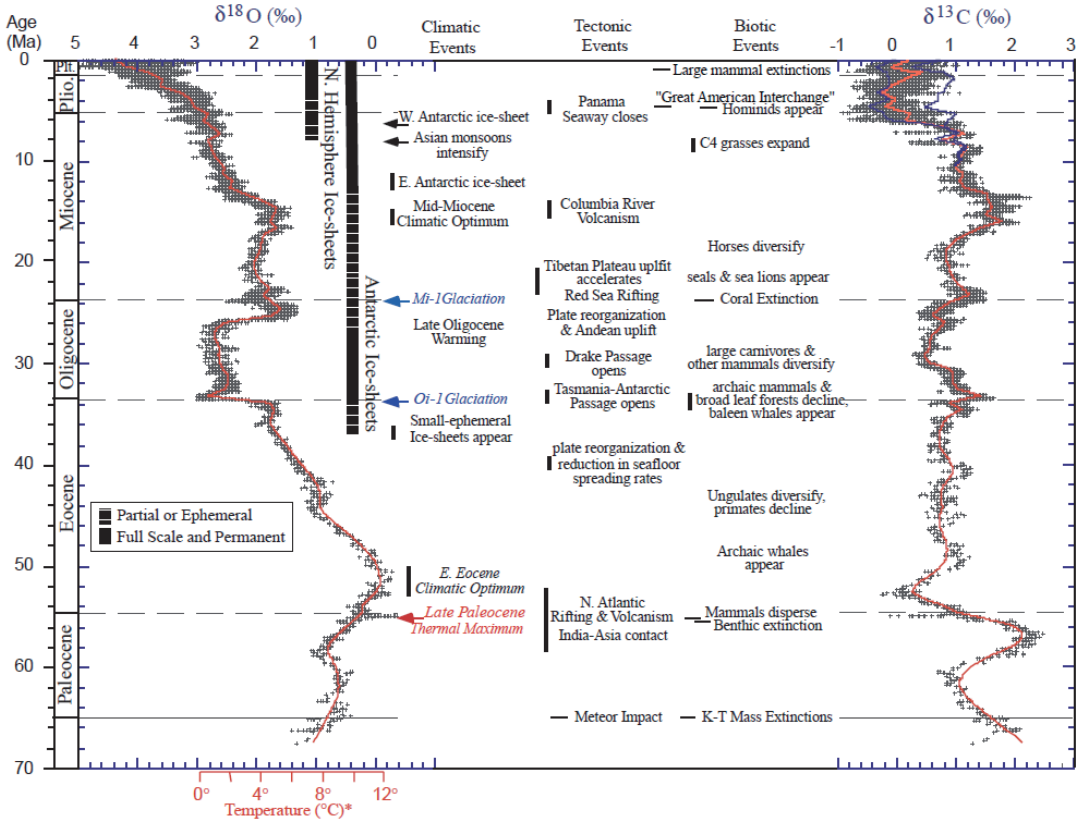 Age
(Ma)
δ18O (‰)
Climatic
Events
Tectonic
Events
Biotic
Events
δ13C (‰)
5 4 3 2 1 0
-1 0 1 2 3
0
10
20
30
40
50
60
70
Plt.
Plio.
Miocene
Oligocene
Eocene
Paleocene
N. Hemisphere Ice-sheets
Antarctic Ice-sheets
Partial or Ephemeral
Full Scale and Permanent
W. Antarctic ice-sheet
Asian monsoons
intensify
E. Antarctic ice-sheet
Mid-Miocene
Climatic Optimum
Mi-1Glaciation
Late Oligocene
Warming
Oi-1 Glaciation
Small-ephemeral
Ice-sheets appear
E. Eocene
Climatic Optimum
Late Paleocene
Thermal Maximum
Panama
Seaway closes
Columbia River
Volcanism
Tibetan Plateau uplfit
accelerates
Red Sea Rifting
Plate reorganization
& Andean uplift
Drake Passage
opens
Tasmania-Antarctic
Passage opens
plate reorganization &
reduction in seafloor
spreading rates
N. Atlantic
Rifting & Volcanism
India-Asia contact
Meteor Impact
Large mammal extinctions
"Great American Interchange"
Hominids appear
C4 grasses expand
Horses diversify
seals & sea lions appear
Coral Extinction
large carnivores &
other mammals diversify
archaic mammals &
broad leaf forests decline,
baleen whales appear
Ungulates diversify,
primates decline
Archaic whales
appear
Mammals disperse
Benthic extinction
K-T Mass Extinctions
0° 4° 8° 12°
Temperature (°C)*